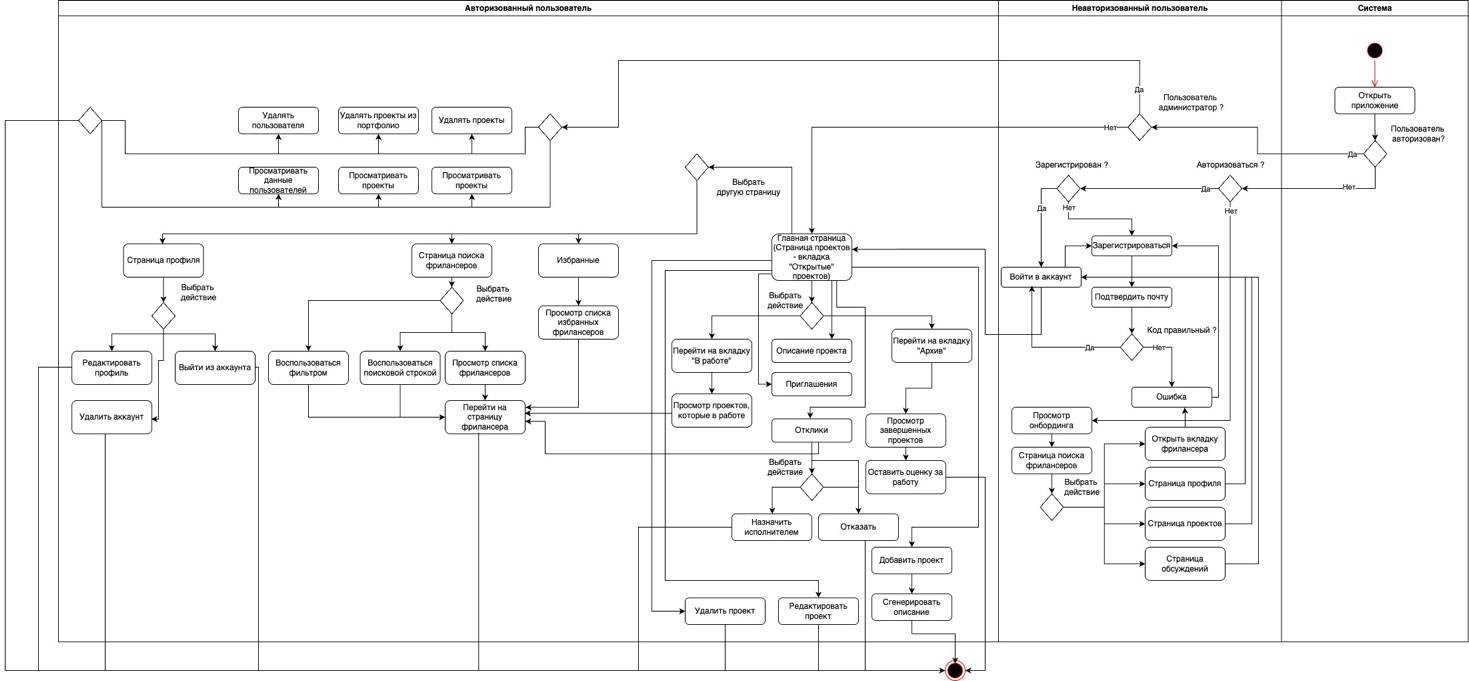 Авторизованный пользователь
Неавторизованный пользователь
Система
Открыть
приложение
Пользователь
авторизован?
Да
Нет
Пользователь
администратор ?
Да
Нет
Удалять
пользователя
Удалять проекты из
портфолио
Удалять проекты
Просматривать
данные
пользователей
Просматривать
проекты
Просматривать
проекты
Выбрать
другую страницу
Зарегистрирован ?
Да
Нет
Авторизоваться ?
Да
Нет
Страница профиля
Страница поиска
фрилансеров
Избранные
Главная страница
(Страница проектов
- вкладка
"Открытые"
проектов)
Зарегистрироваться
Войти в аккаунт
Подтвердить почту
Код правильный ?
Да
Нет
Ошибка
Выбрать
действие
Выбрать
действие
Просмотр списка
избранных
фрилансеров
Выбрать
действие
Редактировать
профиль
Выйти из аккаунта
Удалить аккаунт
Воспользоваться
фильтром
Воспользоваться
поисковой строкой
Просмотр списка
фрилансеров
Перейти на
страницу
фрилансера
Перейти на вкладку
"В работе"
Просмотр проектов,
которые в работе
Описание проекта
Приглашения
Отклики
Перейти на вкладку
"Архив"
Просмотр
завершенных
проектов
Оставить оценку за
работу
Выбрать
действие
Назначить
исполнителем
Отказать
Добавить проект
Сгенерировать
описание
Удалить проект
Редактировать
проект
Просмотр
онбординга
Страница поиска
фрилансеров
Выбрать
действие
Открыть вкладку
фрилансера
Страница профиля
Страница проектов
Страница
обсуждений